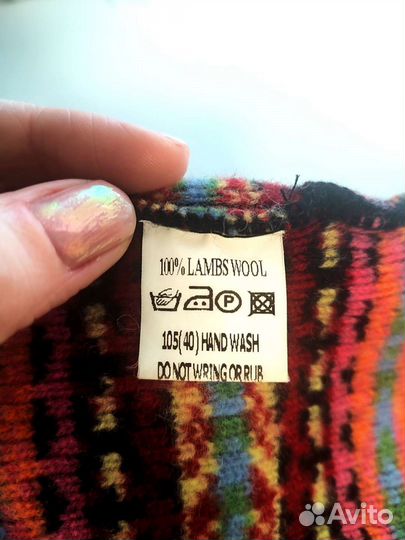 100% LAMBS WOOL
P
105(40) HAND WASH
DO NOT WRING OR RUB
Avito